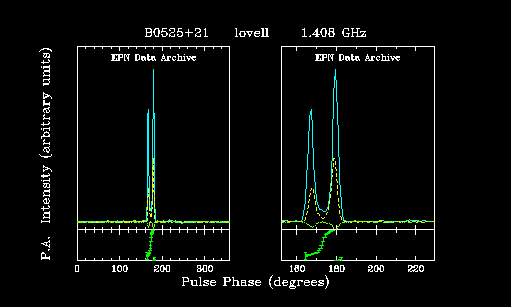 B0525+21 lovell 1.408 GHz
EPN Data Archive EPN Data Archive
P.A. Intensity (arbitrary units)
0 100 200 300 160 180 200 220
Pulse Phase (degrees)